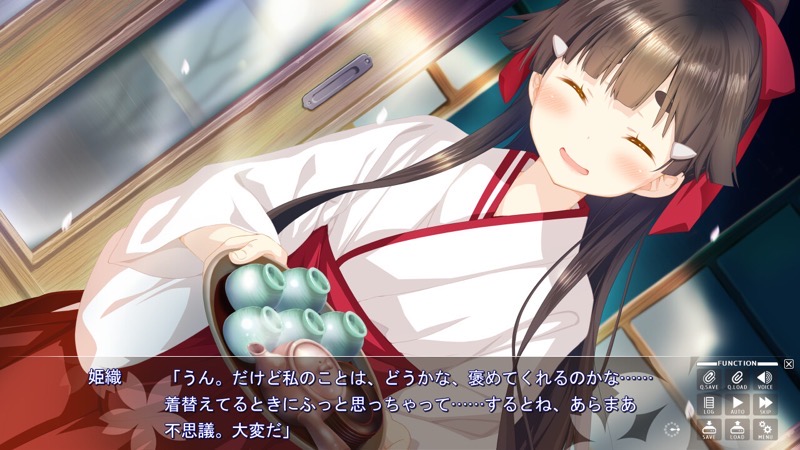 姫織
「うん。だけど私のことは、どうかな、褒めてくれるのかな……
着替えてるときにふっと思っちゃって……するとね、あらまあ
不思議。大変だ」
FUNCTION
Q.SAVE Q.LOAD VOICE
LOG AUTO SKIP
SAVE LOAD MENU